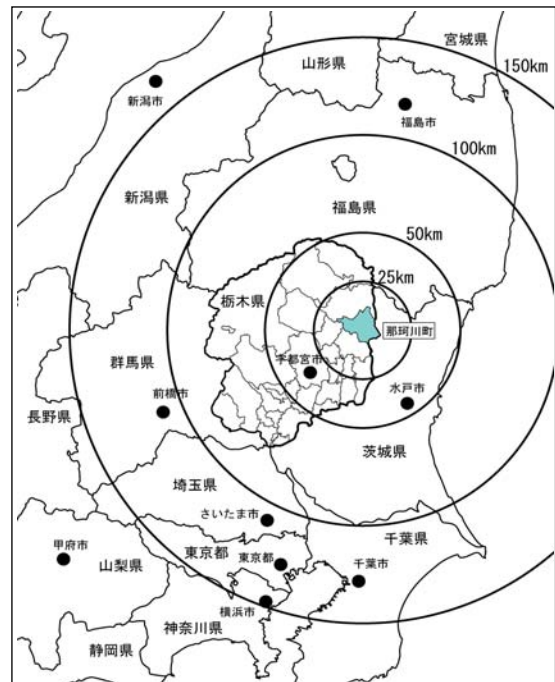 宮城県
山形県
150km
新潟市
福島市
100km
新潟県
福島県
50km
25km
栃木県
那珂川町
群馬県
宇都宮市
前橋市
水戸市
長野県
茨城県
埼玉県
さいたま市
千葉県
甲府市
東京都
東京都
千葉市
山梨県
横浜市
神奈川県
静岡県